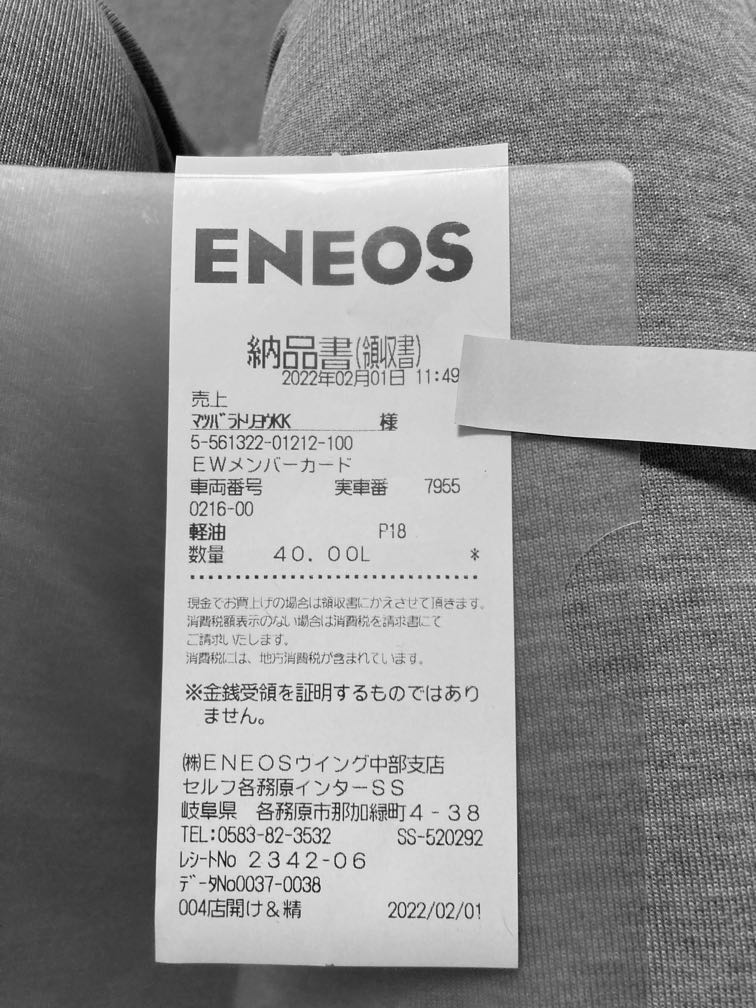 ENEOS
納品書(領収書)
2022年02月01日 11:49
売上
マツバラトリヨウKK 様
5-561322-01212-100
EWメンバーカード
車両番号 実車番 7955
0216-00
軽油 P18
数量 40.00L *
現金でお買上げの場合は領収書にかえさせて頂きます。
消費税額表示のない場合は消費税を請求書にて
ご請求いたします。
消費税には、地方消費税が含まれています。
※金銭受領を証明するものではあり
ません。
(株)ENEOSウイング中部支店
セルフ各務原インターSS
岐阜県 各務原市那加緑町4-38
TEL:0583-82-3532 SS-520292
レシートNo 2342-06
データNo0037-0038
004店開け&精 2022/02/01